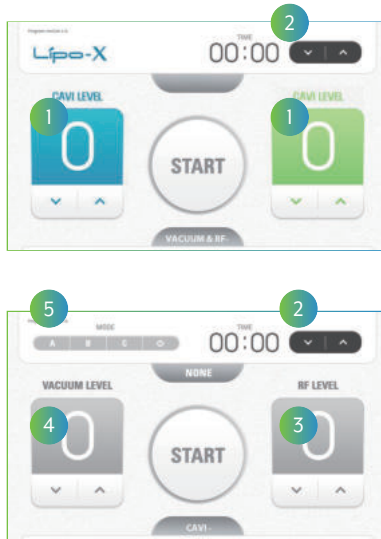 2
Lipo-X
TIME
00:00
CAVI LEVEL
CAVI LEVEL
1
1
0
START
0
VACUUM & RF
5
2
MODE
TIME
A B C
00:00
NONE
VACUUM LEVEL
RF LEVEL
4
3
0
START
0
CAVI